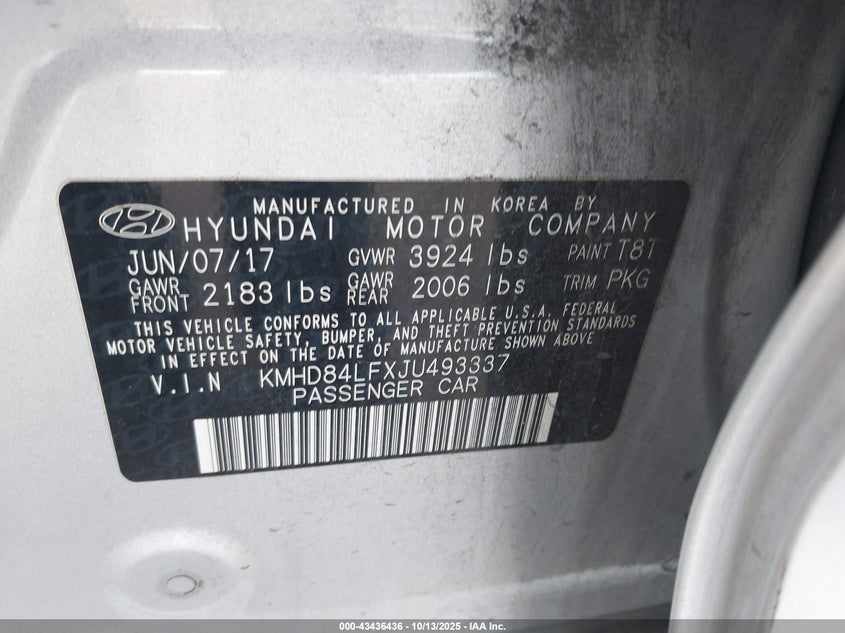 MANUFACTURED IN KOREA BY
HYUNDAI MOTOR COMPANY
JUN/07/17 GVWR 3924 lbs PAINT T8T
GAWR FRONT 2183 lbs GAWR REAR 2006 lbs TRIM PKG
THIS VEHICLE CONFORMS TO ALL APPLICABLE U.S.A. FEDERAL
MOTOR VEHICLE SAFETY, BUMPER, AND THEFT PREVENTION STANDARDS
IN EFFECT ON THE DATE OF MANUFACTURE SHOWN ABOVE
V.I.N KMHD84LFXJU493337
PASSENGER CAR
000-43436436 - 10/13/2025 - IAA Inc.